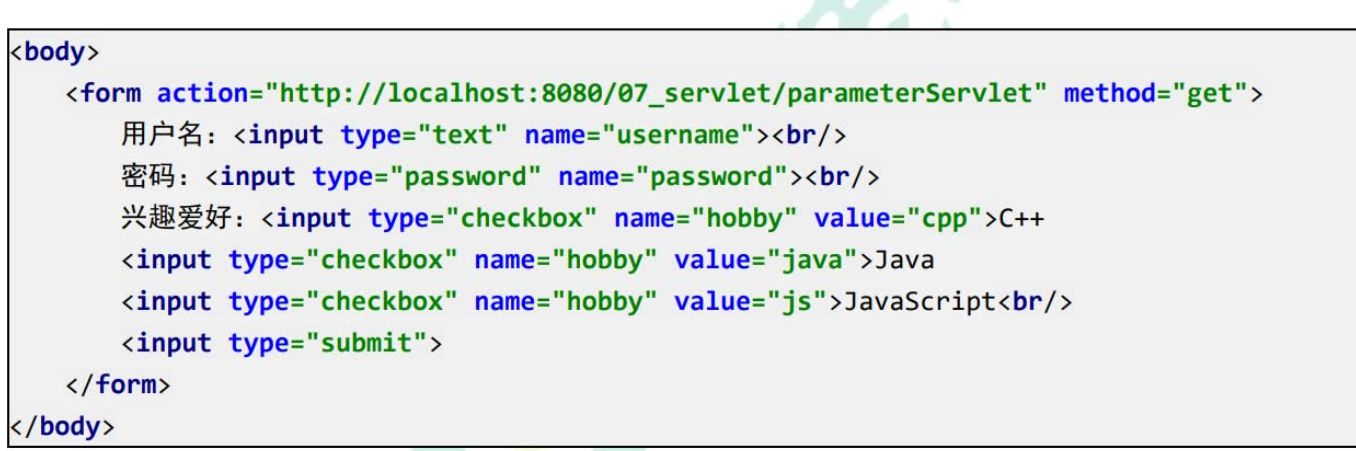 <body>
<form action="http://localhost:8080/07_servlet/parameterServlet" method="get">
用户名：<input type="text" name="username"><br/>
密码：<input type="password" name="password"><br/>
兴趣爱好：<input type="checkbox" name="hobby" value="cpp">C++
<input type="checkbox" name="hobby" value="java">Java
<input type="checkbox" name="hobby" value="js">JavaScript<br/>
<input type="submit">
</form>
</body>